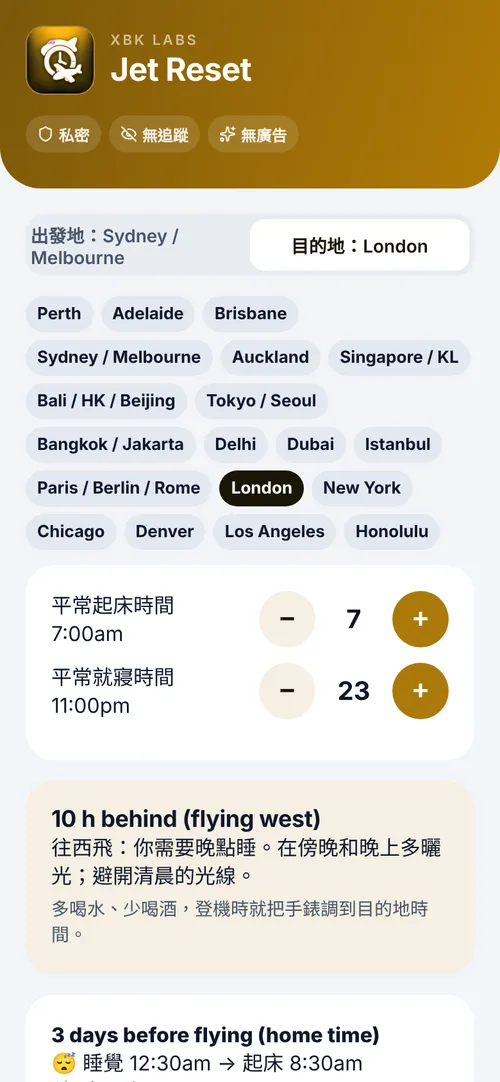 XBK LABS
Jet Reset
私密
無追蹤
無廣告
出發地：Sydney /
Melbourne
目的地：London
Perth
Adelaide
Brisbane
Sydney / Melbourne
Auckland
Singapore / KL
Bali / HK / Beijing
Tokyo / Seoul
Bangkok / Jakarta
Delhi
Dubai
Istanbul
Paris / Berlin / Rome
London
New York
Chicago
Denver
Los Angeles
Honolulu
平常起床時間
7:00am
− 7 +
平常就寢時間
11:00pm
− 23 +
10 h behind (flying west)
往西飛：你需要晚點睡。在傍晚和晚上多曬
光；避開清晨的光線。
多喝水、少喝酒，登機時就把手錶調到目的地時
間。
3 days before flying (home time)
😴 睡覺 12:30am → 起床 8:30am